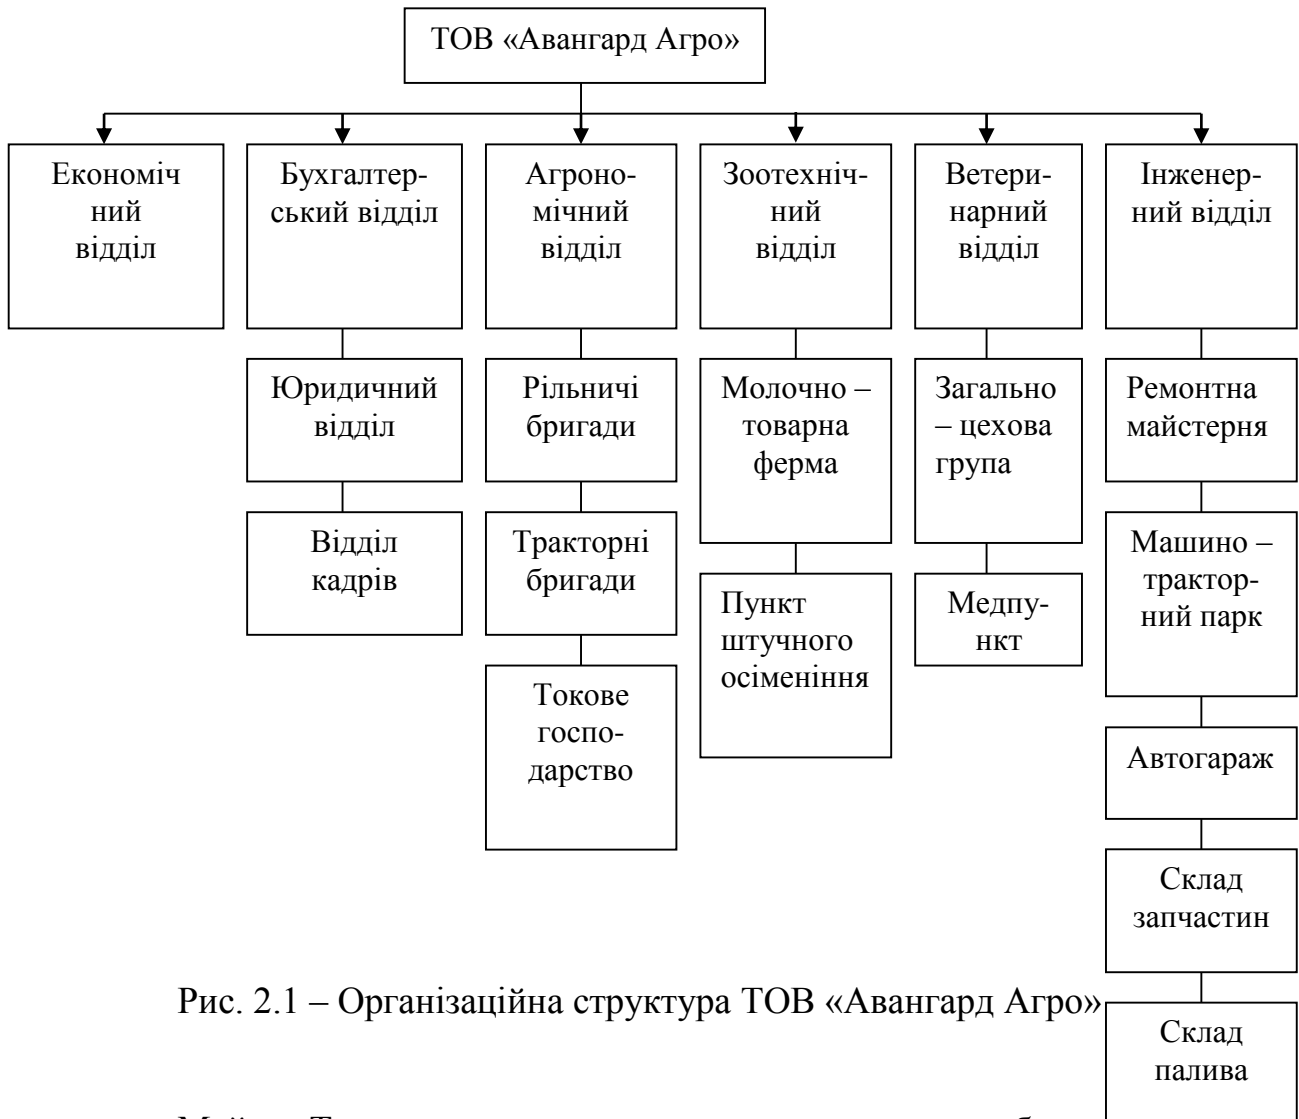 ТОВ «Авангард Агро»
Економіч
ний
відділ
Бухгалтер-
ський відділ
Агроно-
мічний
відділ
Зоотехніч-
ний
відділ
Ветери-
нарний
відділ
Інженер-
ний відділ
Юридичний
відділ
Рільничі
бригади
Молочно –
товарна
ферма
Загально
– цехова
група
Ремонтна
майстерня
Відділ
кадрів
Тракторні
бригади
Пункт
штучного
осіменіння
Медпу-
нкт
Машино –
трактор-
ний парк
Токове
госпо-
дарство
Автогараж
Склад
запчастин
Рис. 2.1 – Організаційна структура ТОВ «Авангард Агро»
Склад
палива